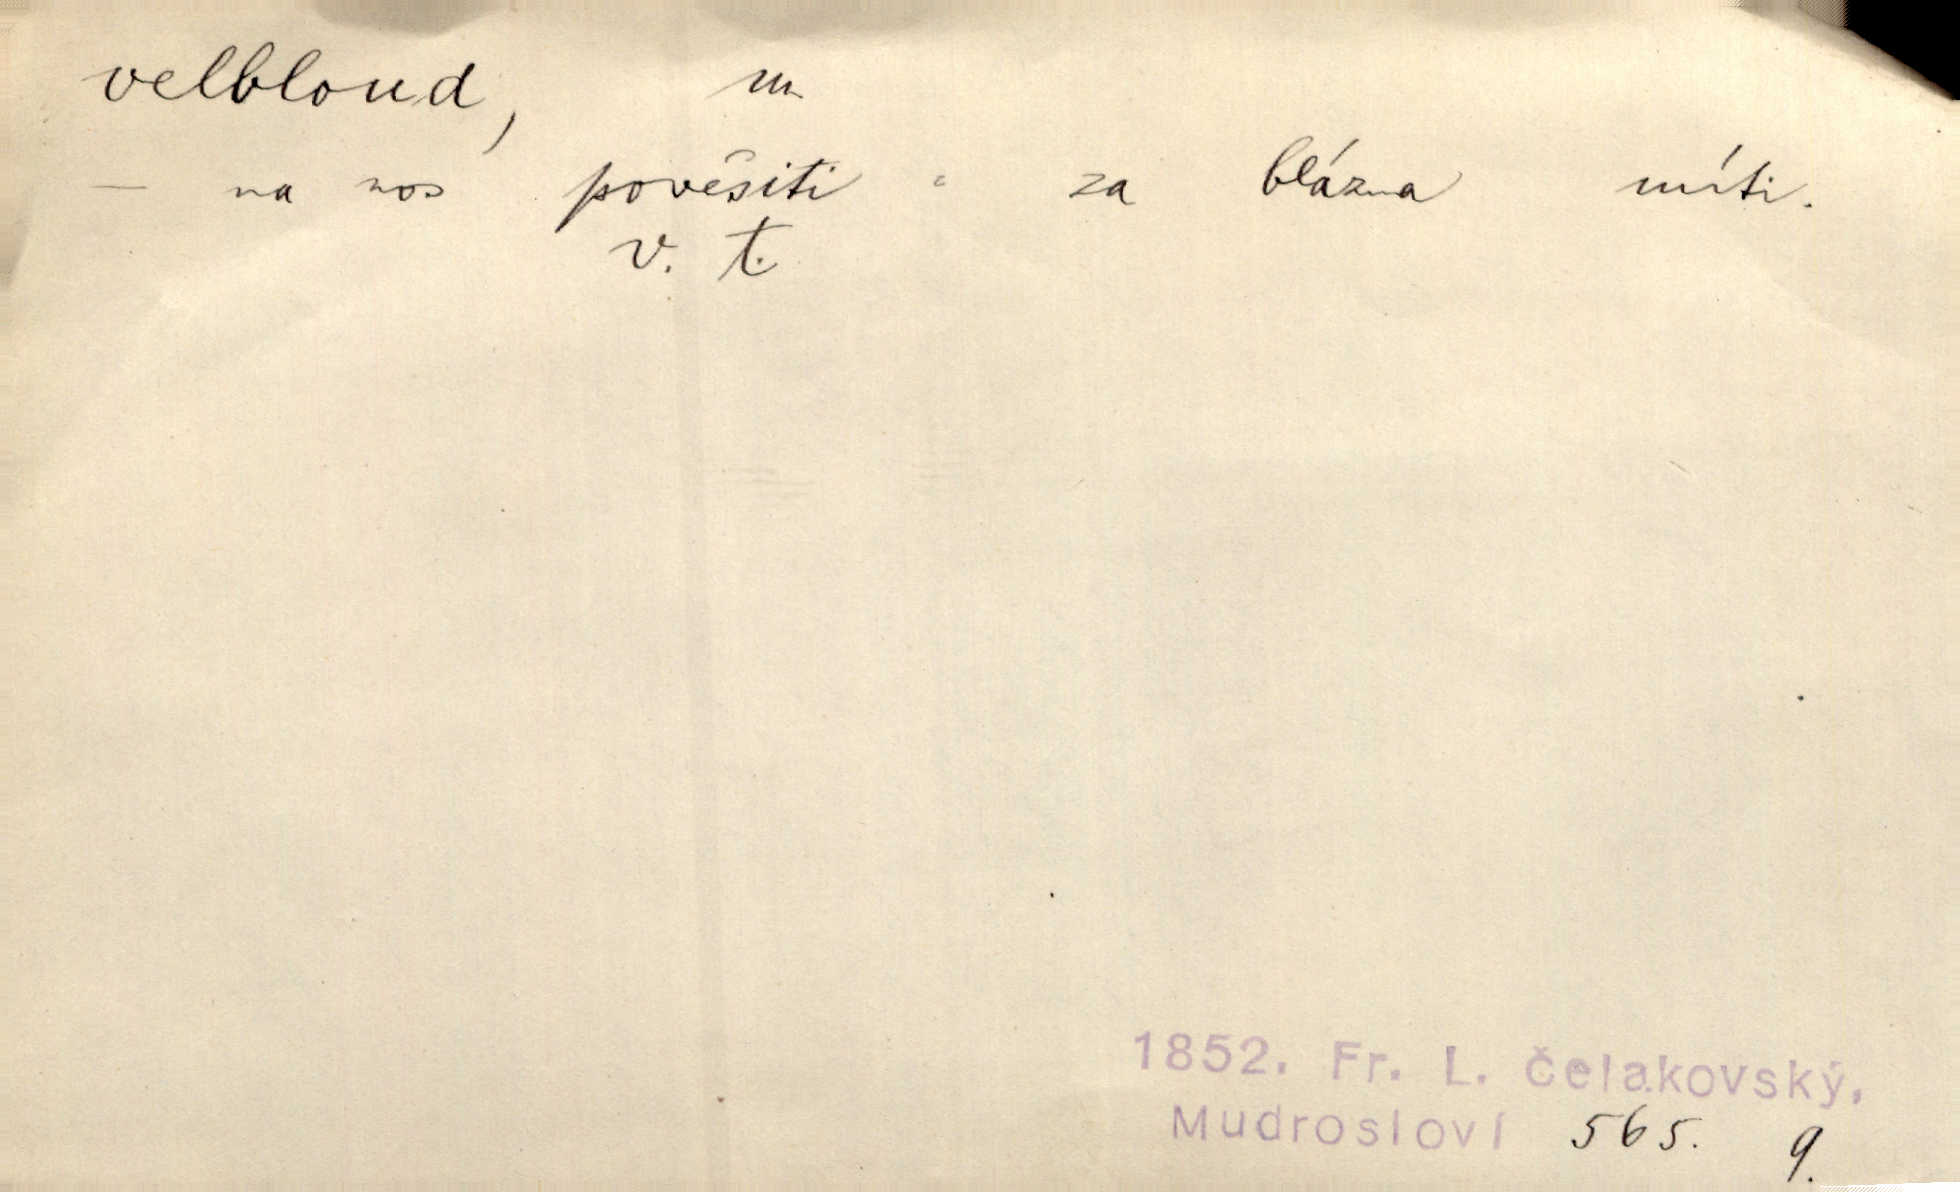 velbloud, m
— na nos pověsiti = za blázna míti.
v. t.
1852. Fr. L. Čelakovský,
Mudrosloví 565. 9.